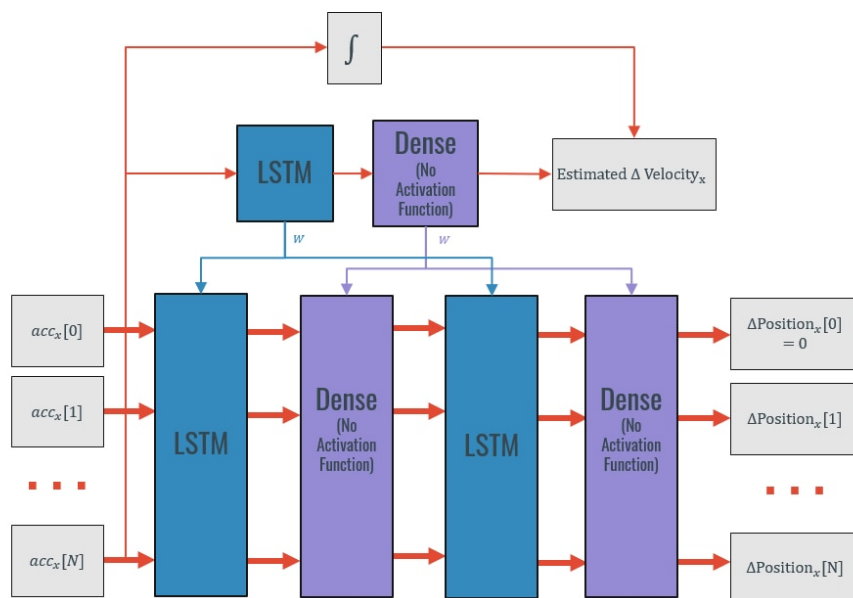 ∫
LSTM
Dense
(No
Activation
Function)
Estimated Δ Velocityₓ
w
w
accₓ[0]
accₓ[1]
accₓ[N]
LSTM
Dense
(No
Activation
Function)
LSTM
Dense
(No
Activation
Function)
ΔPositionₓ[0]
= 0
ΔPositionₓ[1]
ΔPositionₓ[N]